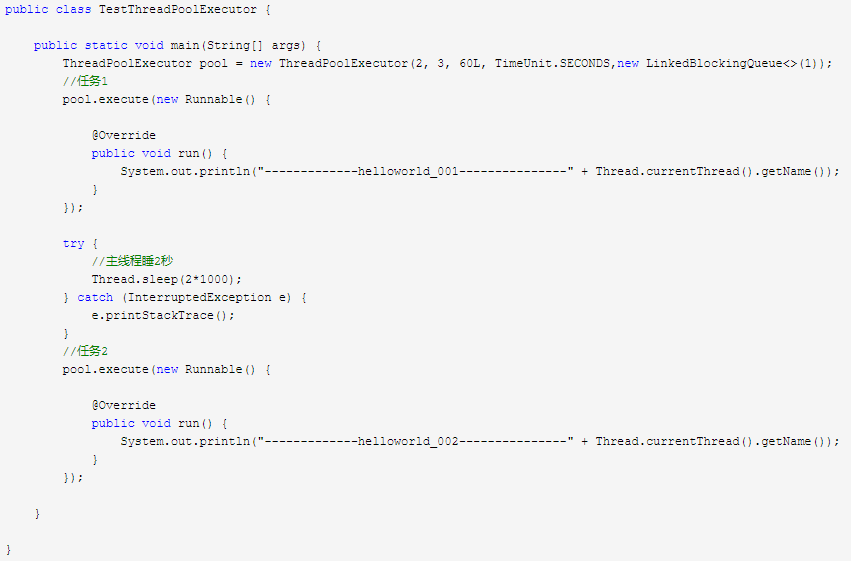 public class TestThreadPoolExecutor {
public static void main(String[] args) {
ThreadPoolExecutor pool = new ThreadPoolExecutor(2, 3, 60L, TimeUnit.SECONDS,new LinkedBlockingQueue<>(1));
//任务1
pool.execute(new Runnable() {
@Override
public void run() {
System.out.println("-------------helloworld_001---------------" + Thread.currentThread().getName());
}
});
try {
//主线程睡2秒
Thread.sleep(2*1000);
} catch (InterruptedException e) {
e.printStackTrace();
}
//任务2
pool.execute(new Runnable() {
@Override
public void run() {
System.out.println("-------------helloworld_002---------------" + Thread.currentThread().getName());
}
});
}
}